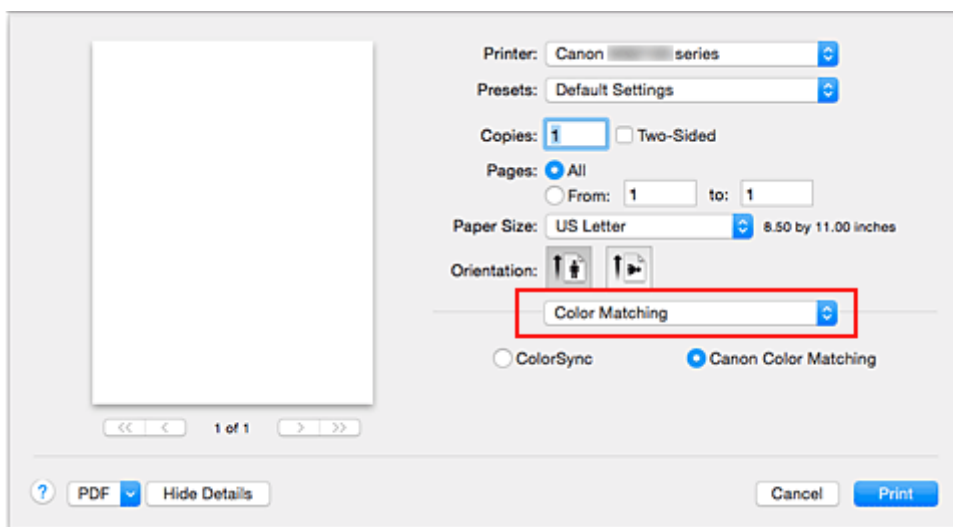 Printer: Canon series
Presets: Default Settings
Copies: 1 Two-Sided
Pages: All
From: 1 to: 1
Paper Size: US Letter 8.50 by 11.00 inches
Orientation:
Color Matching
ColorSync Canon Color Matching
<< < 1 of 1 > >>
? PDF Hide Details Cancel Print